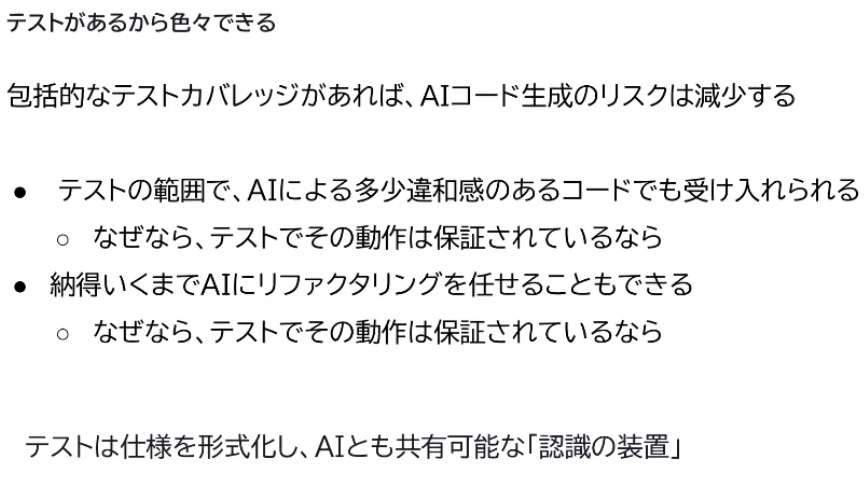 テストがあるから色々できる
包括的なテストカバレッジがあれば、AIコード生成のリスクは減少する
● テストの範囲で、AIによる多少違和感のあるコードでも受け入れられる
○ なぜなら、テストでその動作は保証されているなら
● 納得いくまでAIにリファクタリングを任せることもできる
○ なぜなら、テストでその動作は保証されているなら
テストは仕様を形式化し、AIとも共有可能な「認識の装置」